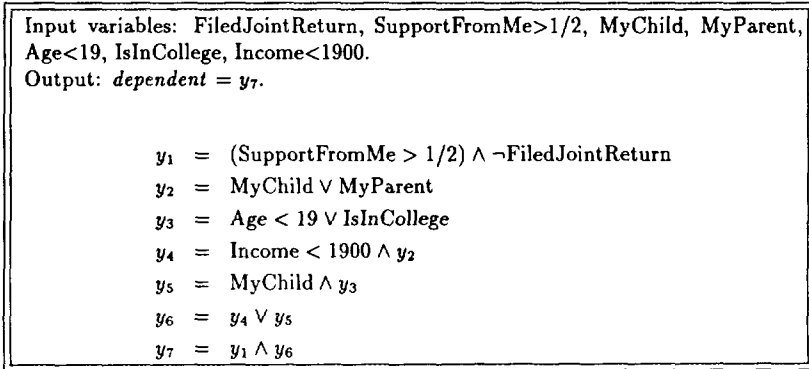 Input variables: FiledJointReturn, SupportFromMe>1/2, MyChild, MyParent,
Age<19, IsInCollege, Income<1900.
Output: dependent = y₇.
y₁ = (SupportFromMe > 1/2) ∧ ¬FiledJointReturn
y₂ = MyChild ∨ MyParent
y₃ = Age < 19 ∨ IsInCollege
y₄ = Income < 1900 ∧ y₂
y₅ = MyChild ∧ y₃
y₆ = y₄ ∨ y₅
y₇ = y₁ ∧ y₆